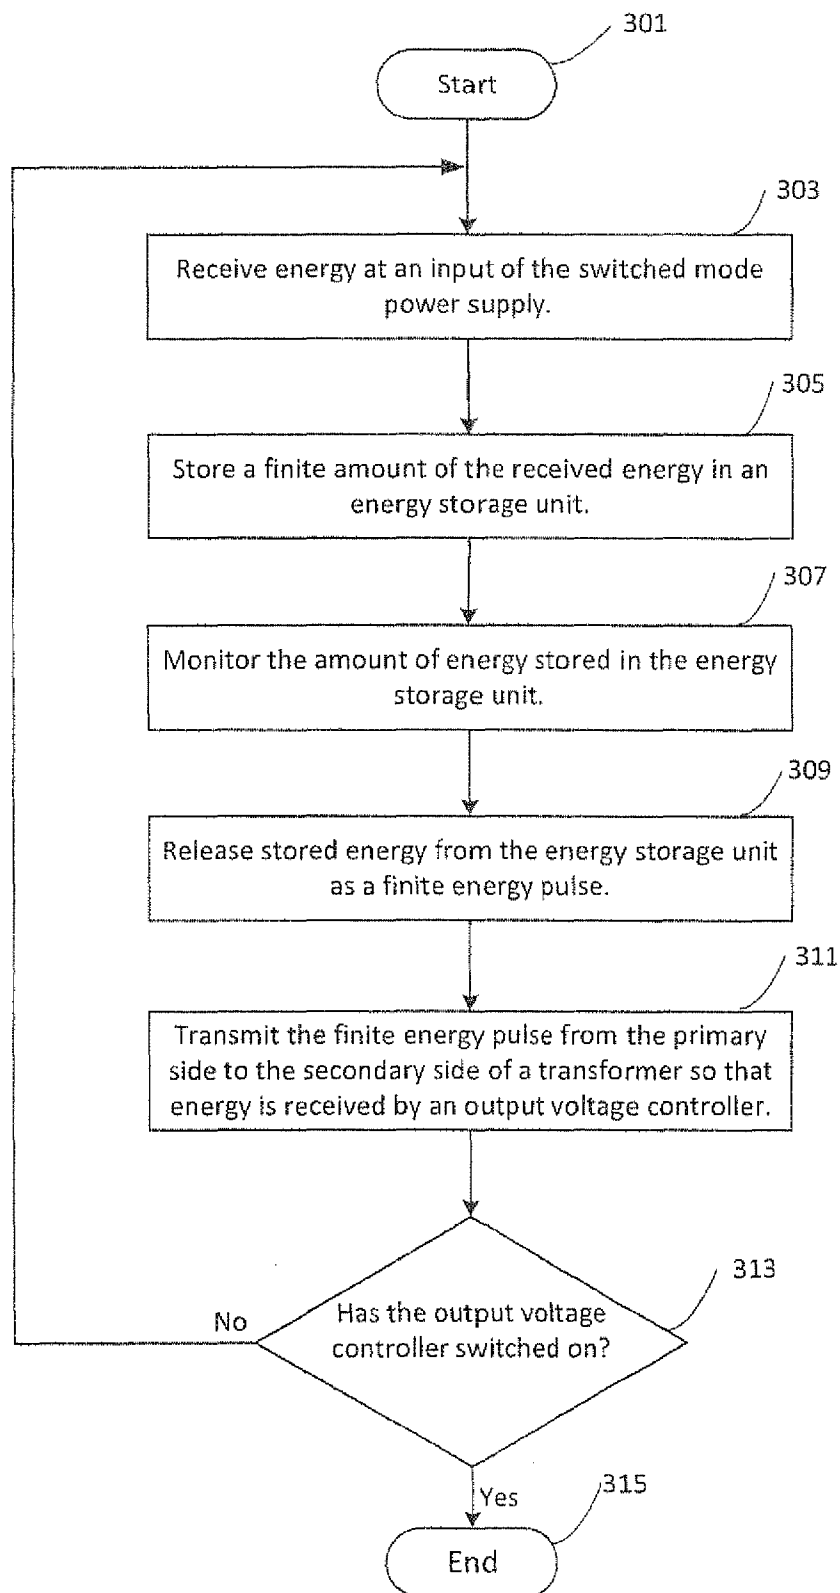 301
Start
303
Receive energy at an input of the switched mode
power supply.
305
Store a finite amount of the received energy in an
energy storage unit.
307
Monitor the amount of energy stored in the energy
storage unit.
309
Release stored energy from the energy storage unit
as a finite energy pulse.
311
Transmit the finite energy pulse from the primary
side to the secondary side of a transformer so that
energy is received by an output voltage controller.
313
Has the output voltage
controller switched on?
No
Yes
315
End